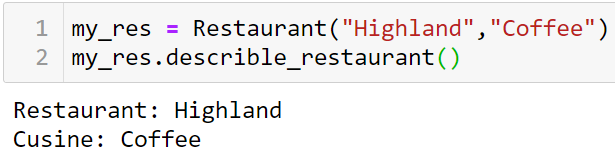 1 my_res = Restaurant("Highland","Coffee")
2 my_res.describle_restaurant()
Restaurant: Highland
Cusine: Coffee